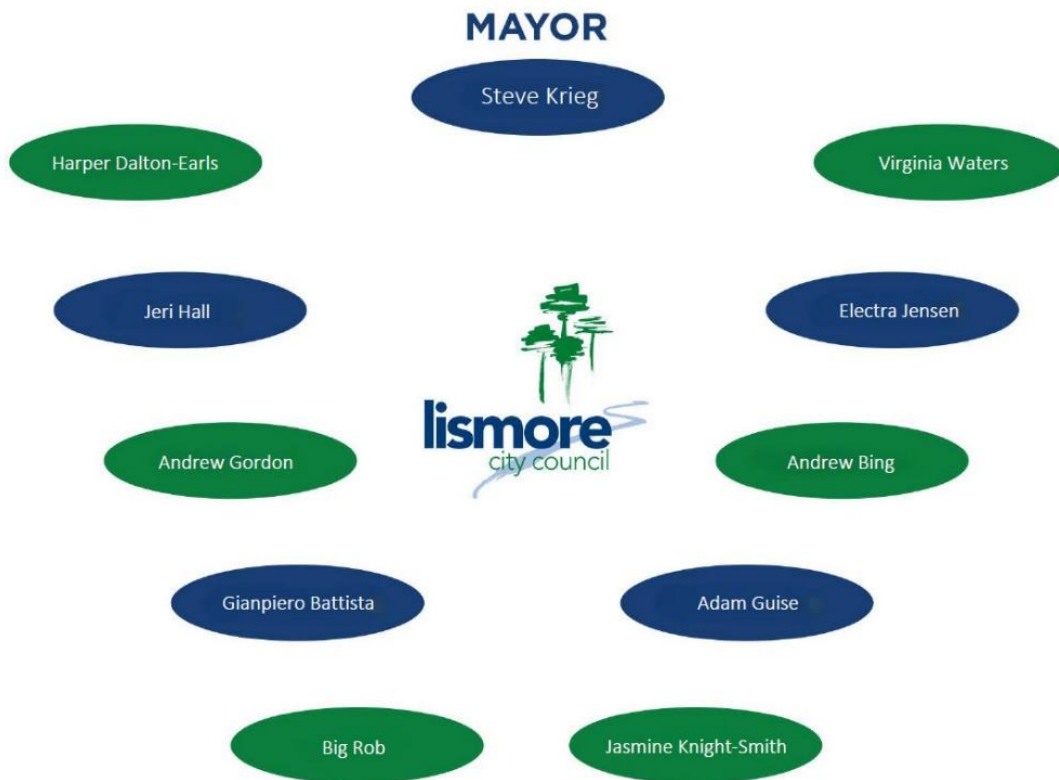 MAYOR
Steve Krieg
Harper Dalton-Earls
Virginia Waters
Jeri Hall
Electra Jensen
lismore
city council
Andrew Gordon
Andrew Bing
Gianpiero Battista
Adam Guise
Big Rob
Jasmine Knight-Smith